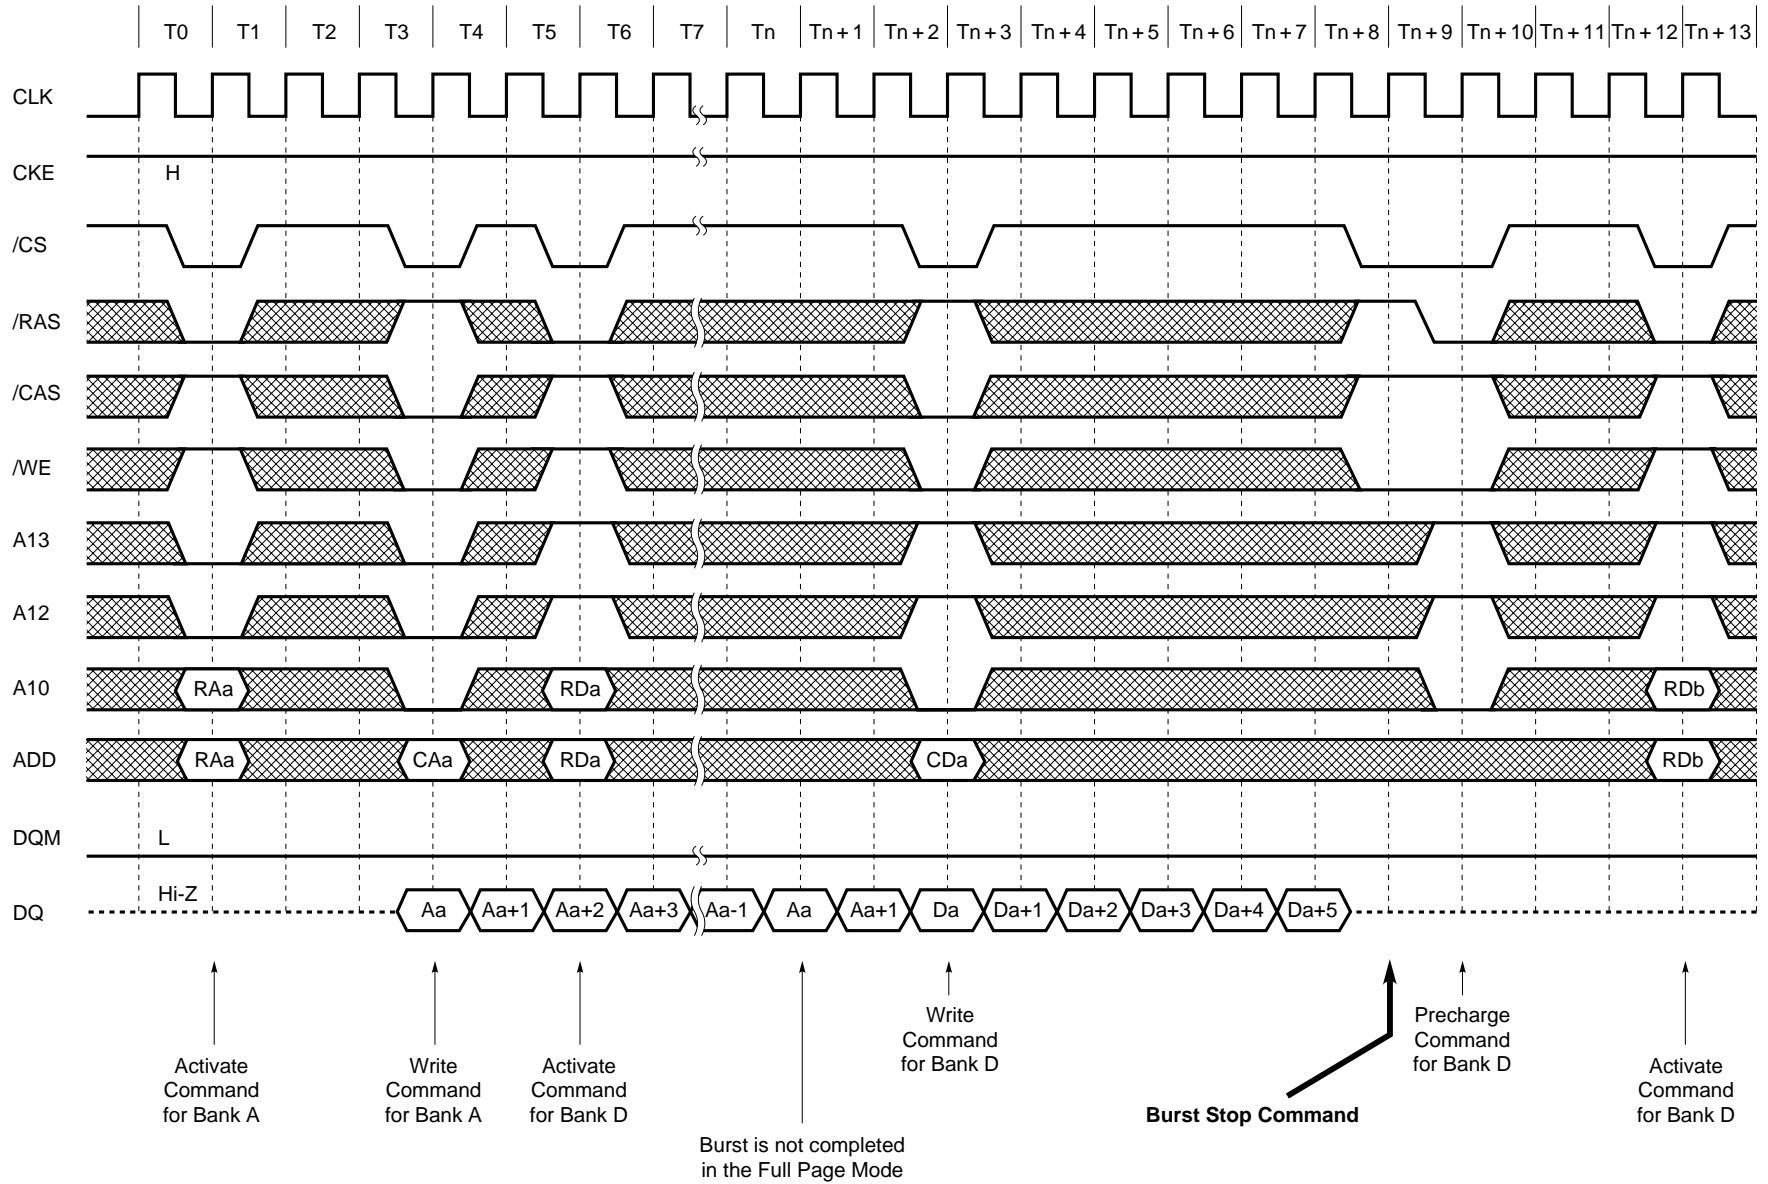 T0 T1 T2 T3 T4 T5 T6 T7 Tn Tn + 1 Tn + 2 Tn + 3 Tn + 4 Tn + 5 Tn + 6 Tn + 7 Tn + 8 Tn + 9 Tn + 10 Tn + 11 Tn + 12 Tn + 13
CLK
CKE H
/CS
/RAS
/CAS
/WE
A13
A12
A10 RAa RDa RDb
ADD RAa CAa RDa CDa RDb
DQM L
DQ Hi-Z Aa Aa+1 Aa+2 Aa+3 Aa-1 Aa Aa+1 Da Da+1 Da+2 Da+3 Da+4 Da+5
Activate
Command
for Bank A
Write
Command
for Bank A
Activate
Command
for Bank D
Burst is not completed
in the Full Page Mode
Write
Command
for Bank D
Burst Stop Command
Precharge
Command
for Bank D
Activate
Command
for Bank D